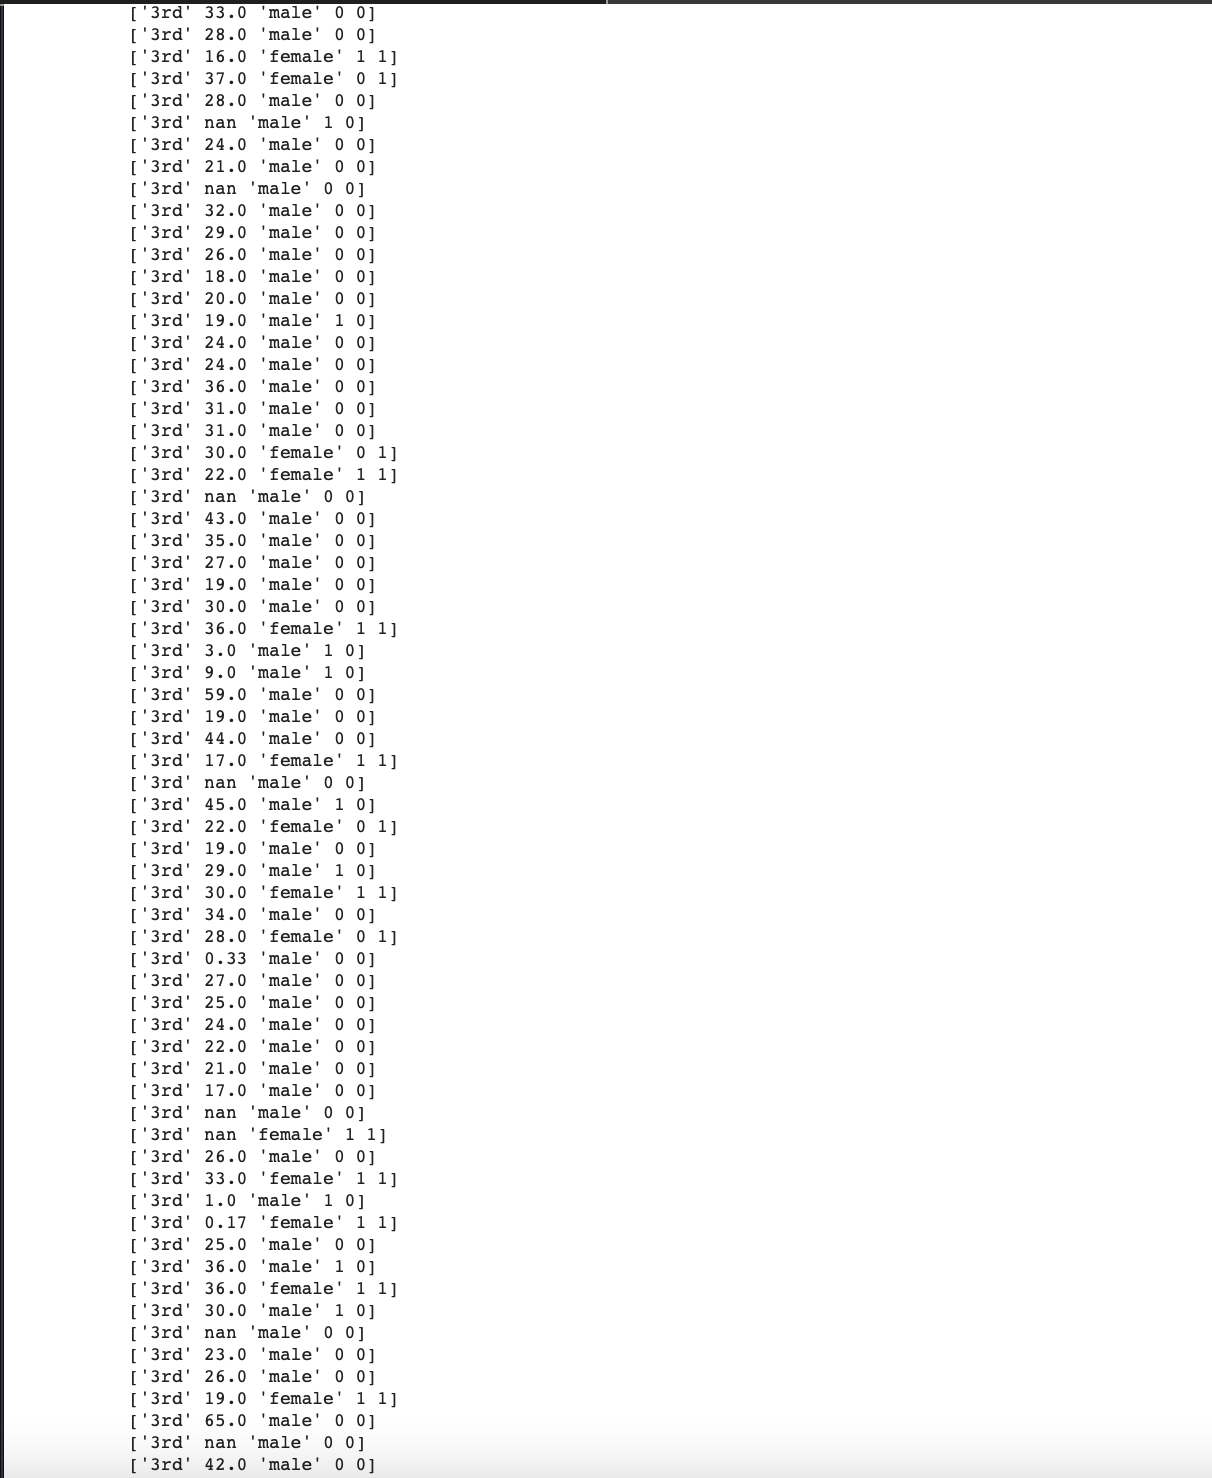 ['3rd' 33.0 'male' 0 0]
['3rd' 28.0 'male' 0 0]
['3rd' 16.0 'female' 1 1]
['3rd' 37.0 'female' 0 1]
['3rd' 28.0 'male' 0 0]
['3rd' nan 'male' 1 0]
['3rd' 24.0 'male' 0 0]
['3rd' 21.0 'male' 0 0]
['3rd' nan 'male' 0 0]
['3rd' 32.0 'male' 0 0]
['3rd' 29.0 'male' 0 0]
['3rd' 26.0 'male' 0 0]
['3rd' 18.0 'male' 0 0]
['3rd' 20.0 'male' 0 0]
['3rd' 19.0 'male' 1 0]
['3rd' 24.0 'male' 0 0]
['3rd' 24.0 'male' 0 0]
['3rd' 36.0 'male' 0 0]
['3rd' 31.0 'male' 0 0]
['3rd' 31.0 'male' 0 0]
['3rd' 30.0 'female' 0 1]
['3rd' 22.0 'female' 1 1]
['3rd' nan 'male' 0 0]
['3rd' 43.0 'male' 0 0]
['3rd' 35.0 'male' 0 0]
['3rd' 27.0 'male' 0 0]
['3rd' 19.0 'male' 0 0]
['3rd' 30.0 'male' 0 0]
['3rd' 36.0 'female' 1 1]
['3rd' 3.0 'male' 1 0]
['3rd' 9.0 'male' 1 0]
['3rd' 59.0 'male' 0 0]
['3rd' 19.0 'male' 0 0]
['3rd' 44.0 'male' 0 0]
['3rd' 17.0 'female' 1 1]
['3rd' nan 'male' 0 0]
['3rd' 45.0 'male' 1 0]
['3rd' 22.0 'female' 0 1]
['3rd' 19.0 'male' 0 0]
['3rd' 29.0 'male' 1 0]
['3rd' 30.0 'female' 1 1]
['3rd' 34.0 'male' 0 0]
['3rd' 28.0 'female' 0 1]
['3rd' 0.33 'male' 0 0]
['3rd' 27.0 'male' 0 0]
['3rd' 25.0 'male' 0 0]
['3rd' 24.0 'male' 0 0]
['3rd' 22.0 'male' 0 0]
['3rd' 21.0 'male' 0 0]
['3rd' 17.0 'male' 0 0]
['3rd' nan 'male' 0 0]
['3rd' nan 'female' 1 1]
['3rd' 26.0 'male' 0 0]
['3rd' 33.0 'female' 1 1]
['3rd' 1.0 'male' 1 0]
['3rd' 0.17 'female' 1 1]
['3rd' 25.0 'male' 0 0]
['3rd' 36.0 'male' 1 0]
['3rd' 36.0 'female' 1 1]
['3rd' 30.0 'male' 1 0]
['3rd' nan 'male' 0 0]
['3rd' 23.0 'male' 0 0]
['3rd' 26.0 'male' 0 0]
['3rd' 19.0 'female' 1 1]
['3rd' 65.0 'male' 0 0]
['3rd' nan 'male' 0 0]
['3rd' 42.0 'male' 0 0]